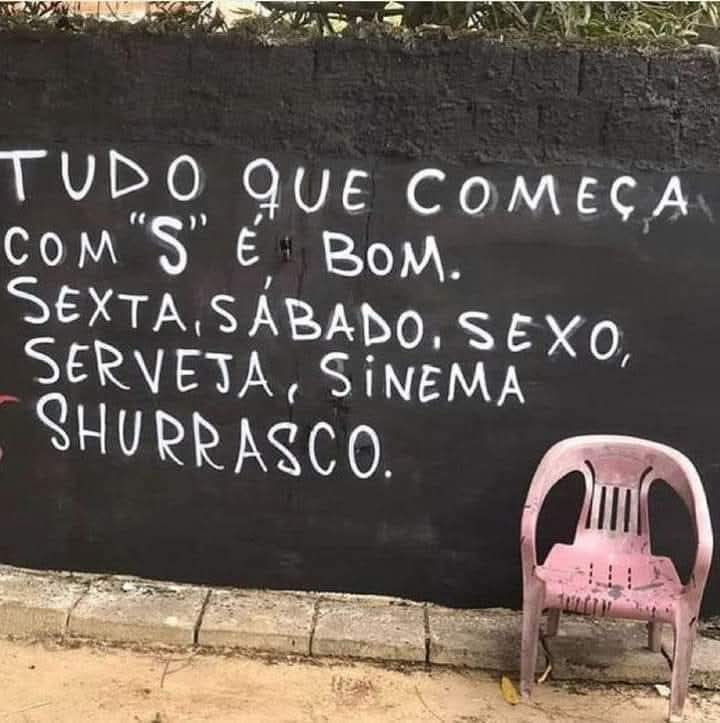 TUDO QUE COMEÇA
COM "S" É BOM.
SEXTA, SÁBADO, SEXO,
SERVEJA, SINEMA
SHURRASCO.